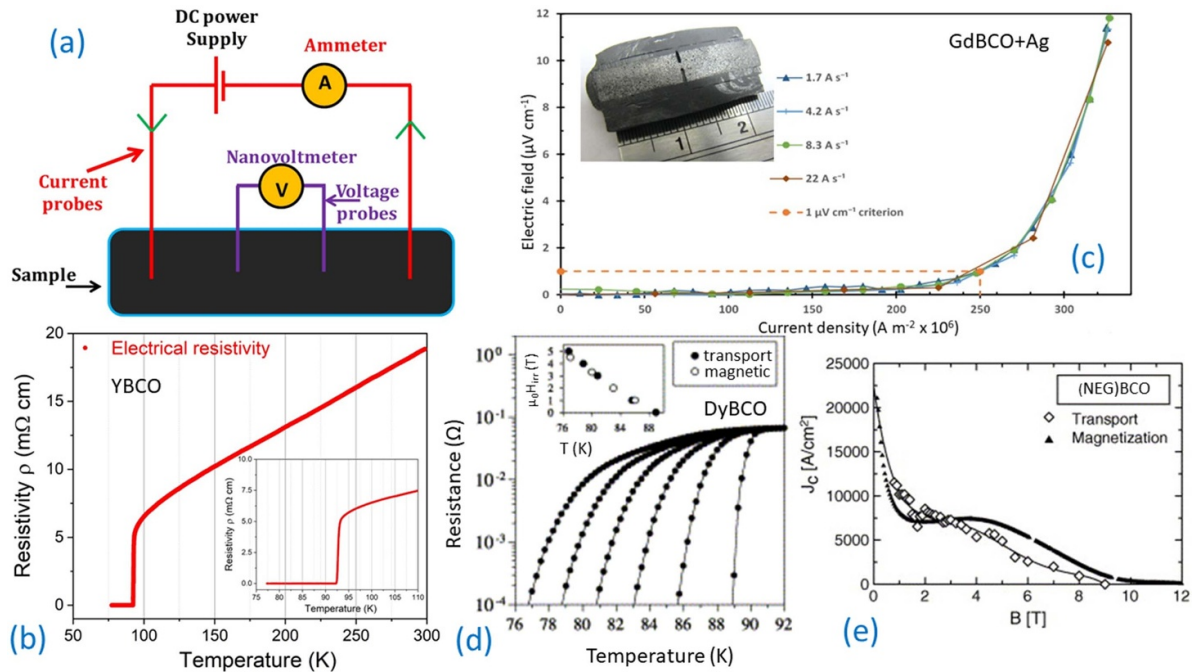 (a)
DC power
Supply
Ammeter
A
Nanovoltmeter
V
Current
probes
Voltage
probes
Sample
12
10
8
6
4
2
0
Electric field (µV cm⁻¹)
GdBCO+Ag
1
2
1.7 A s⁻¹
4.2 A s⁻¹
8.3 A s⁻¹
22 A s⁻¹
1 µV cm⁻¹ criterion
(c)
0 50 100 150 200 250 300
Current density (A m⁻² x 10⁶)
20
15
10
5
0
Resistivity ρ (mΩ cm)
Electrical resistivity
YBCO
10.0
7.5
5.0
2.5
0.0
Resistivity ρ (mΩ cm)
75 80 85 90 95 100 105 110
Temperature (K)
50 100 150 200 250 300
(b)
Temperature (K)
(d)
10⁰
10⁻¹
10⁻²
10⁻³
10⁻⁴
Resistance (Ω)
5
4
3
2
1
0
µ₀Hᵢᵣᵣ (T)
76 80 84 88
T (K)
transport
magnetic
DyBCO
76 78 80 82 84 86 88 90 92
Temperature (K)
25000
20000
15000
10000
5000
0
Jc [A/cm²]
(NEG)BCO
Transport
Magnetization
0 2 4 6 8 10 12
B [T]
(e)